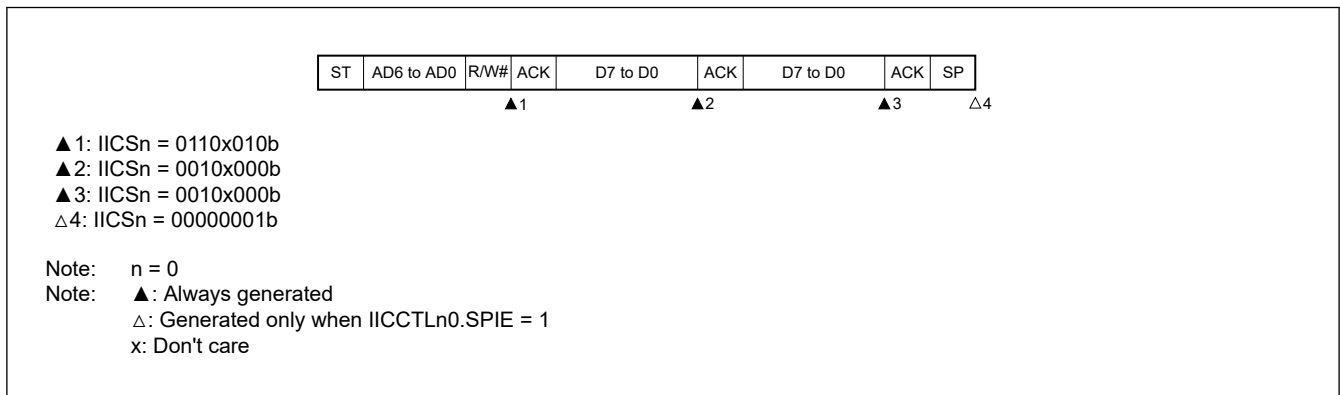 ST AD6 to AD0 R/W# ACK D7 to D0 ACK D7 to D0 ACK SP
▲1 ▲2 ▲3 △4
▲1: IICSn = 0110x010b
▲2: IICSn = 0010x000b
▲3: IICSn = 0010x000b
△4: IICSn = 00000001b
Note: n = 0
Note: ▲: Always generated
△: Generated only when IICCTLn0.SPIE = 1
x: Don't care